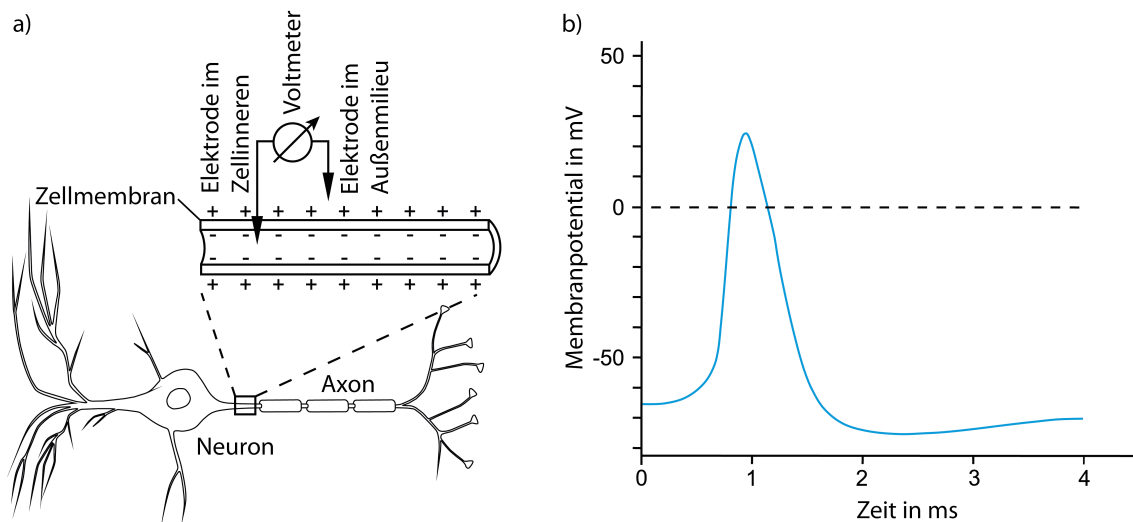 a)
Elektrode im
Zellinneren
Voltmeter
Elektrode im
Außenmilieu
Zellmembran
+ + + + + + + + +
- - - - - - - -
- - - - - - - -
+ + + + + + + + +
Axon
Neuron
b)
Membranpotential in mV
50
0
-50
0 1 2 3 4
Zeit in ms